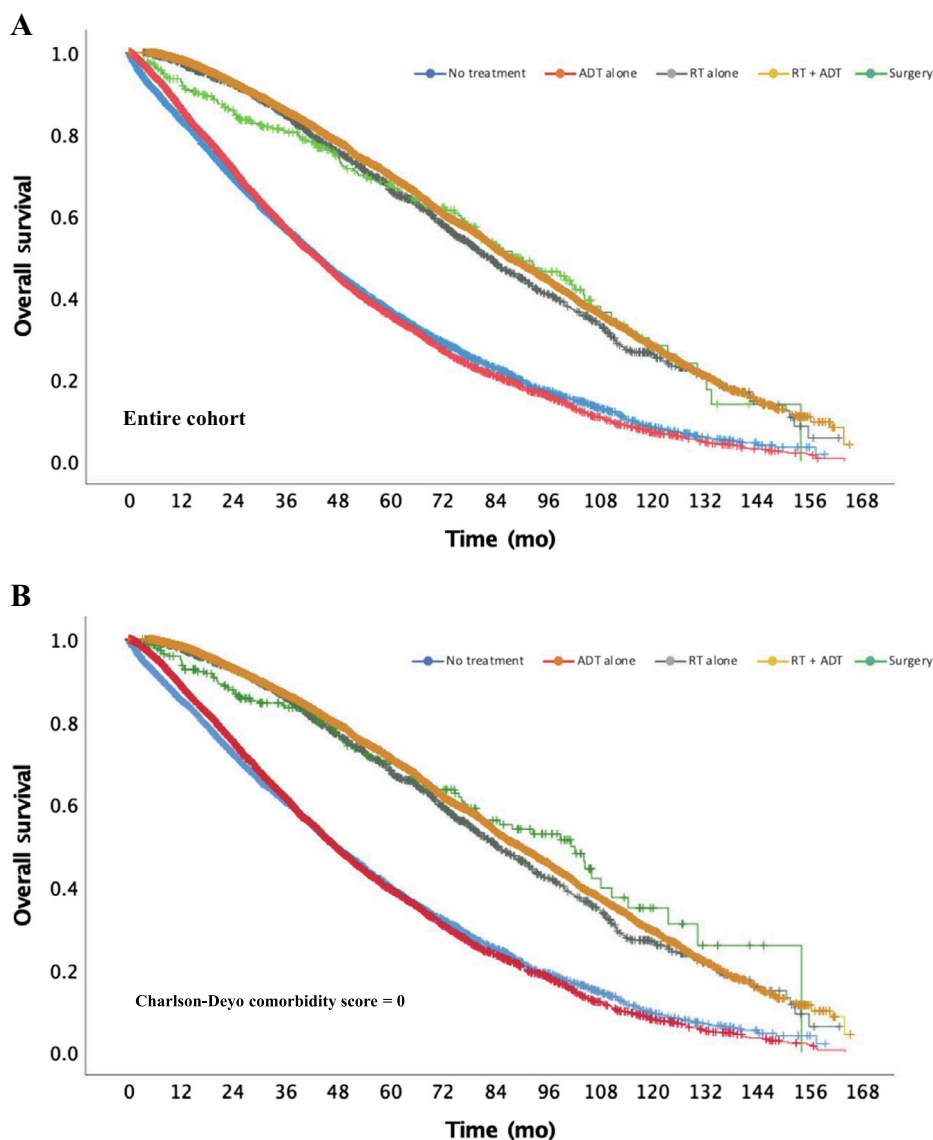 A
No treatment ADT alone RT alone RT + ADT Surgery
1.0
0.8
0.6
0.4
0.2
0.0
Overall survival
Entire cohort
0 12 24 36 48 60 72 84 96 108 120 132 144 156 168
Time (mo)
B
No treatment ADT alone RT alone RT + ADT Surgery
1.0
0.8
0.6
0.4
0.2
0.0
Overall survival
Charlson-Deyo comorbidity score = 0
0 12 24 36 48 60 72 84 96 108 120 132 144 156 168
Time (mo)